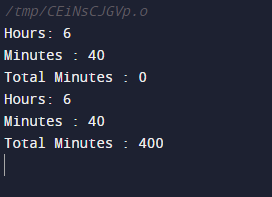 /tmp/CEiNsCJGVp.o
Hours: 6
Minutes : 40
Total Minutes : 0
Hours: 6
Minutes : 40
Total Minutes : 400